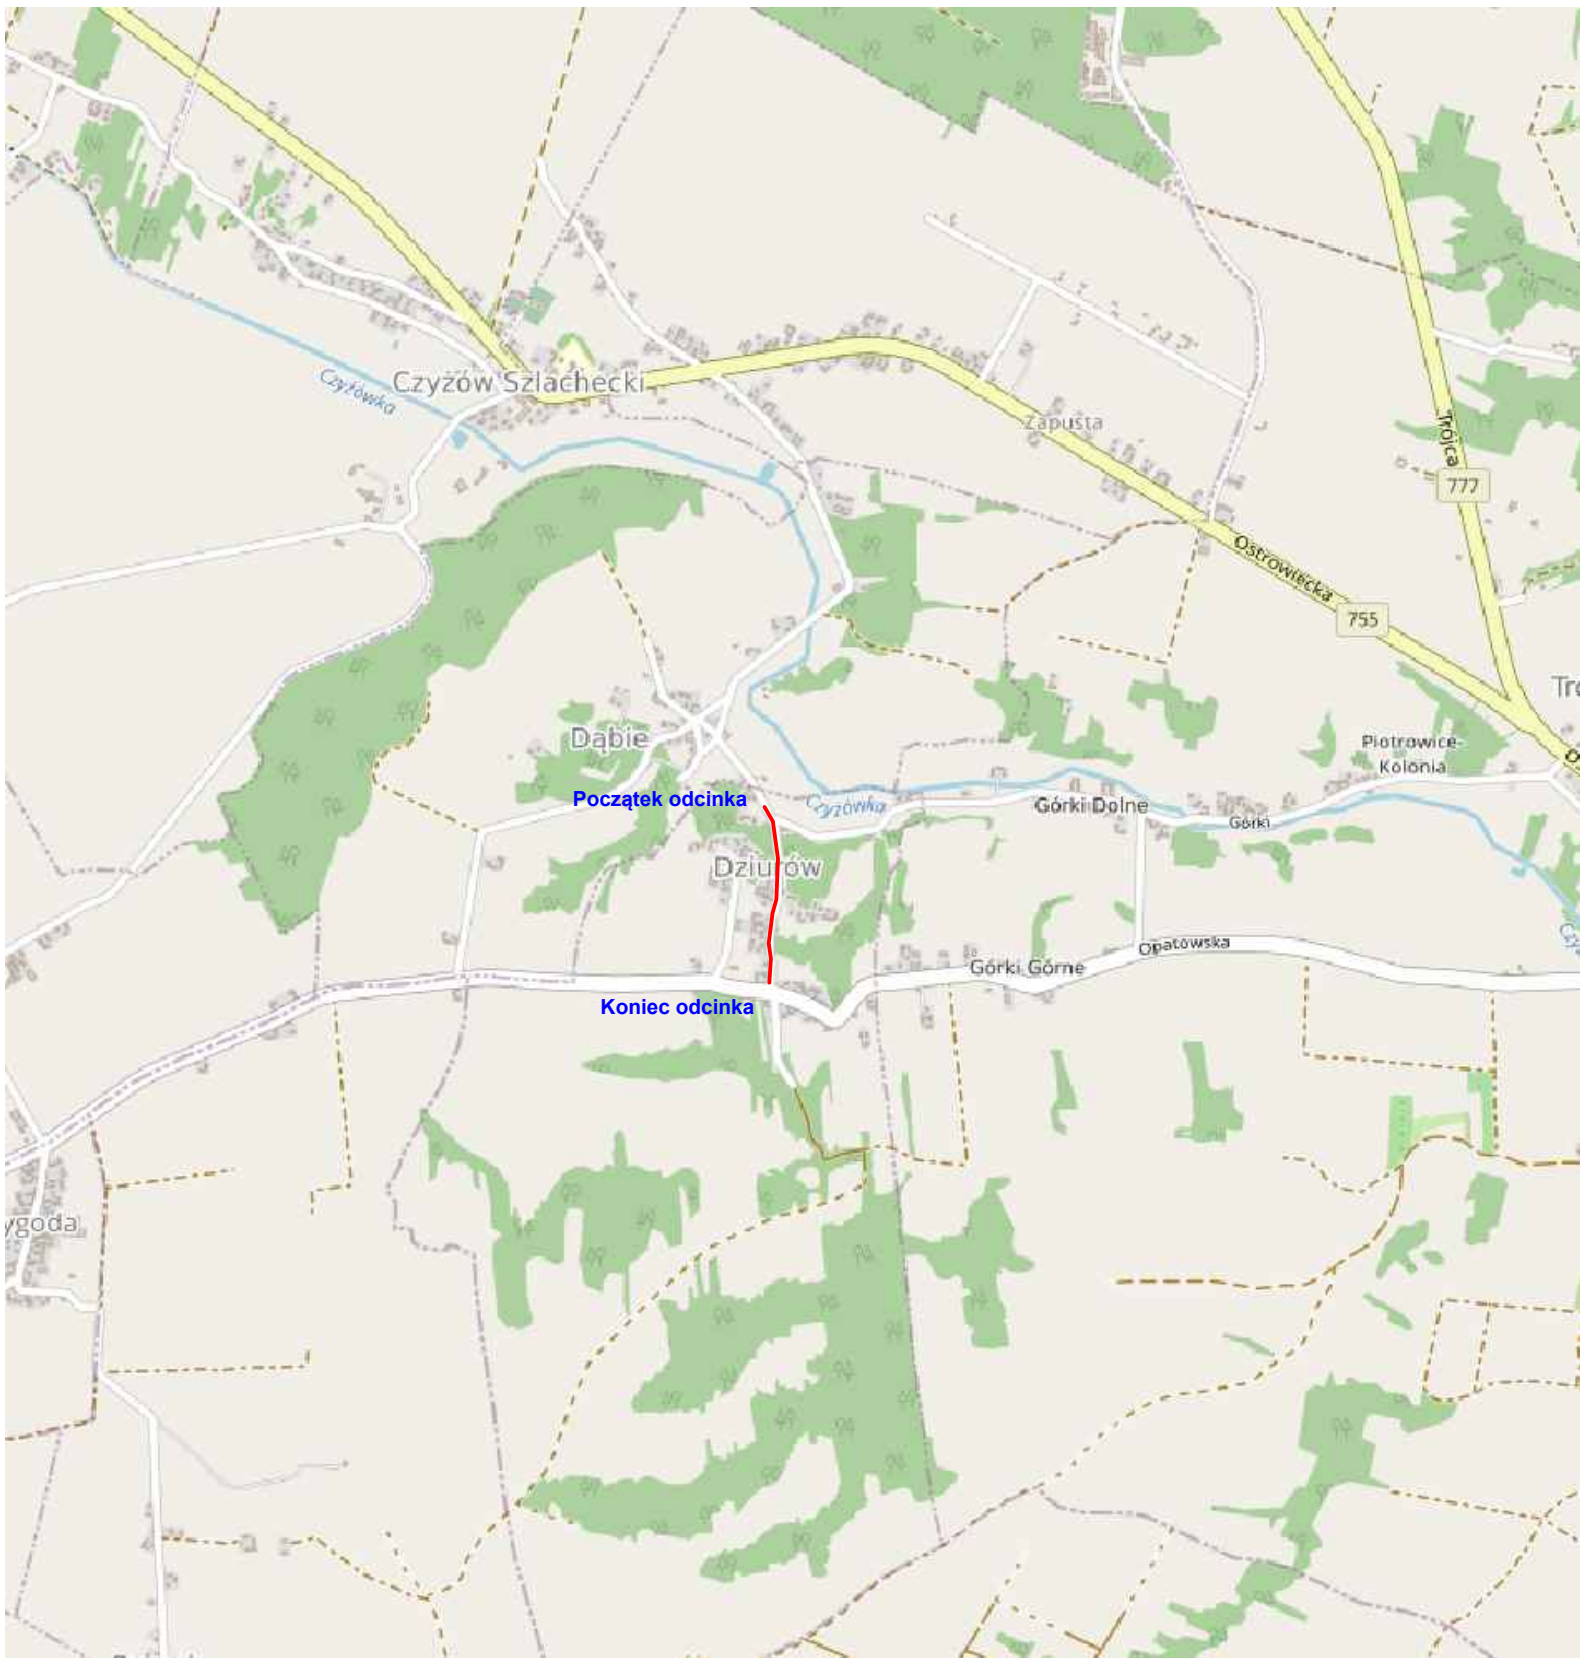 Czyżów Szlachecki
Czyżówka
Zapusta
Trójca
777
Ostrowiecka
755
Dąbie
Piotrowice-
Kolonia
Początek odcinka
Czyżówka
Górki Dolne
Górki
Dziurów
Opatowska
Górki Górne
Koniec odcinka
ygoda